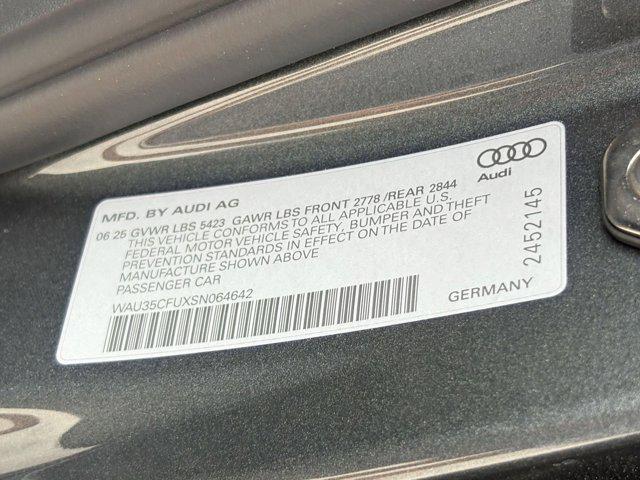 MFD. BY AUDI AG
06 25 GVWR LBS 5423 GAWR LBS FRONT 2778 /REAR 2844
THIS VEHICLE CONFORMS TO ALL APPLICABLE U.S.
FEDERAL MOTOR VEHICLE SAFETY, BUMPER AND THEFT
PREVENTION STANDARDS IN EFFECT ON THE DATE OF
MANUFACTURE SHOWN ABOVE
PASSENGER CAR
WAU35CFUXSN064642
Audi
2452145
GERMANY